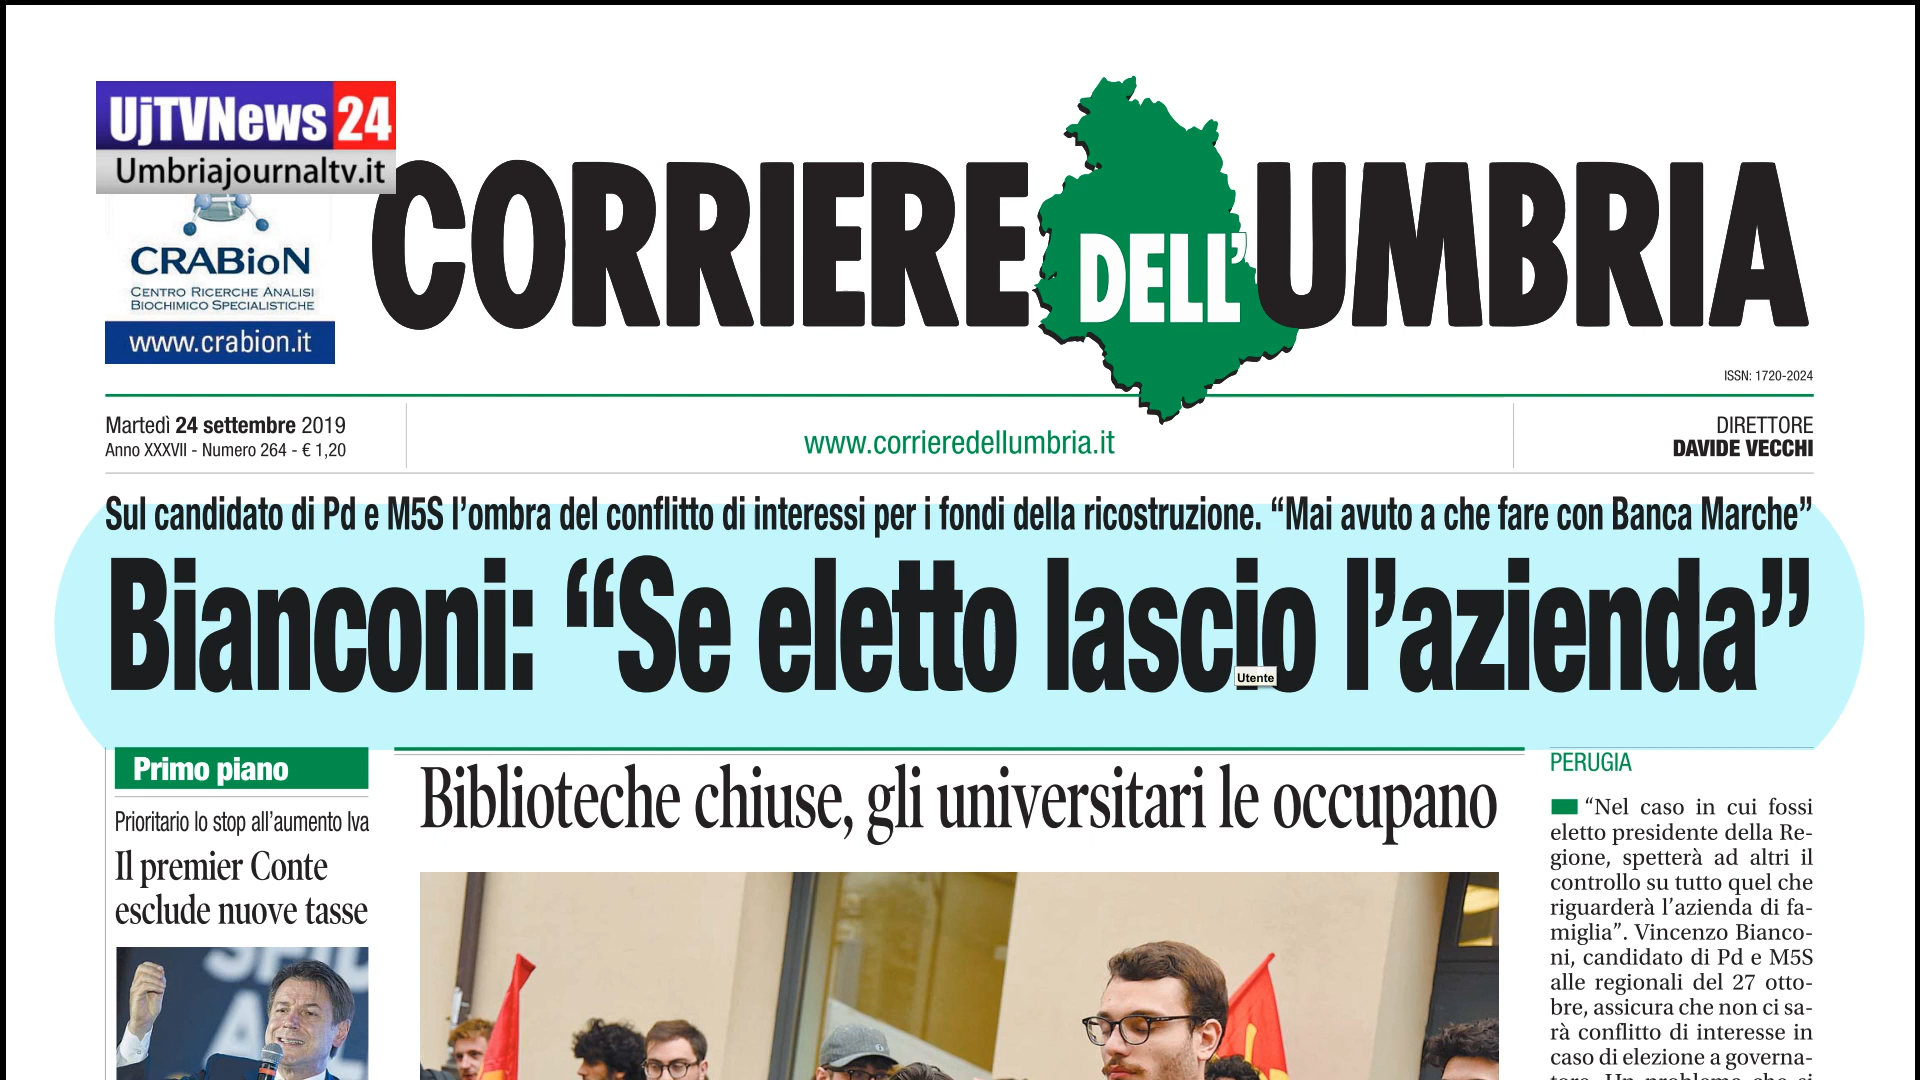 UjTVNews 24
Umbriajournaltv.it
CRABioN
CENTRO RICERCHE ANALISI
BIOCHIMICO SPECIALISTICHE
www.crabion.it
CORRIERE DELL'UMBRIA
ISSN: 1720-2024
Martedì 24 settembre 2019
Anno XXXVII - Numero 264 - € 1,20
www.corrieredellumbria.it
DIRETTORE
DAVIDE VECCHI
Sul candidato di Pd e M5S l’ombra del conflitto di interessi per i fondi della ricostruzione. “Mai avuto a che fare con Banca Marche”
Bianconi: “Se eletto lascio l’azienda”
Utente
Primo piano
Prioritario lo stop all’aumento Iva
Il premier Conte
esclude nuove tasse
Biblioteche chiuse, gli universitari le occupano
PERUGIA
“Nel caso in cui fossi
eletto presidente della Re-
gione, spetterà ad altri il
controllo su tutto quel che
riguarderà l’azienda di fa-
miglia”. Vincenzo Bianco-
ni, candidato di Pd e M5S
alle regionali del 27 otto-
bre, assicura che non ci sa-
rà conflitto di interesse in
caso di elezione a governa-